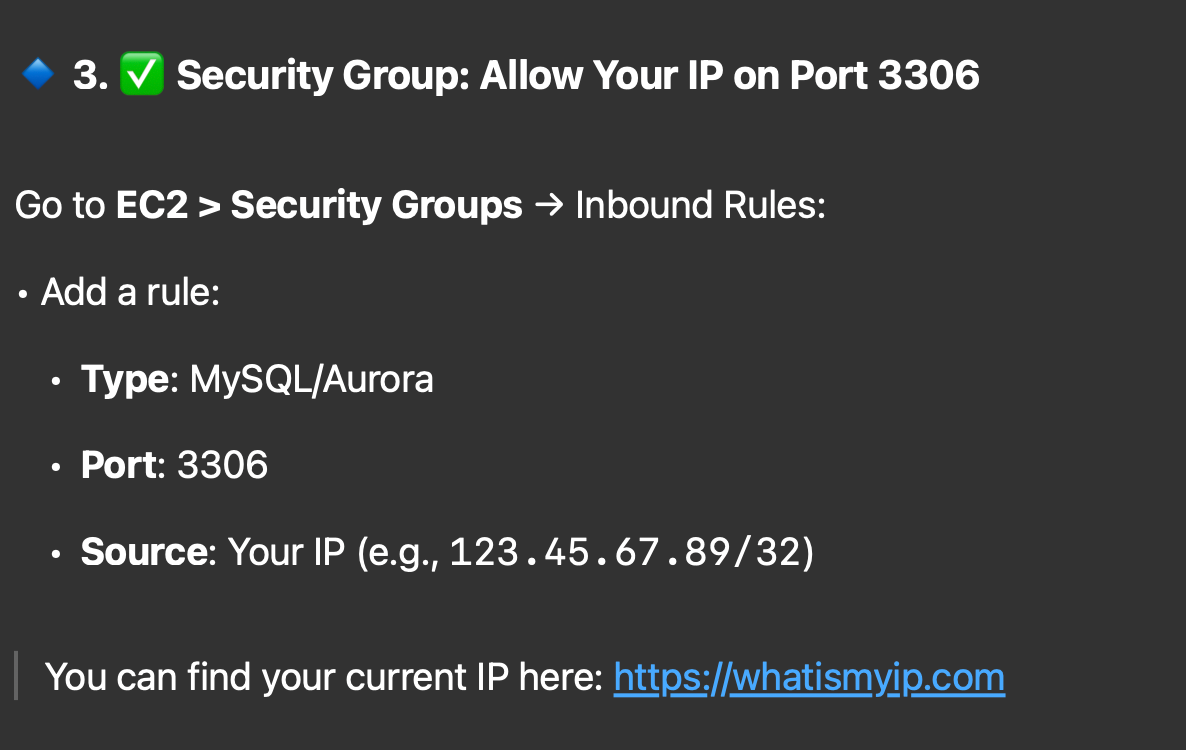 🔹 3. ✅ Security Group: Allow Your IP on Port 3306
Go to EC2 > Security Groups → Inbound Rules:
• Add a rule:
• Type: MySQL/Aurora
• Port: 3306
• Source: Your IP (e.g., 123.45.67.89/32)
You can find your current IP here: https://whatismyip.com